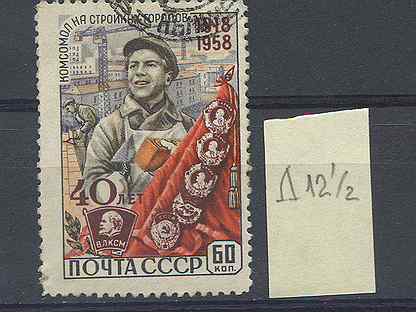 КОМСОМОЛ НА СТРОЙКАХ ГОРОДОВ
1918
1958
40 ЛЕТ
ВЛКСМ
ПОЧТА СССР
60
КОП.
Д 12 1/2